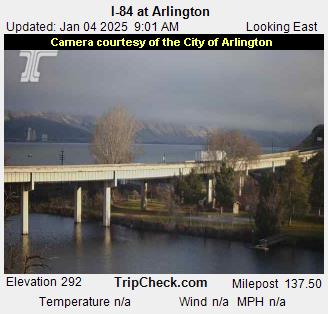 I-84 at Arlington
Updated: Jan 04 2025 9:01 AM Looking East
Camera courtesy of the City of Arlington
Elevation 292 TripCheck.com Milepost 137.50
Temperature n/a Wind n/a MPH n/a